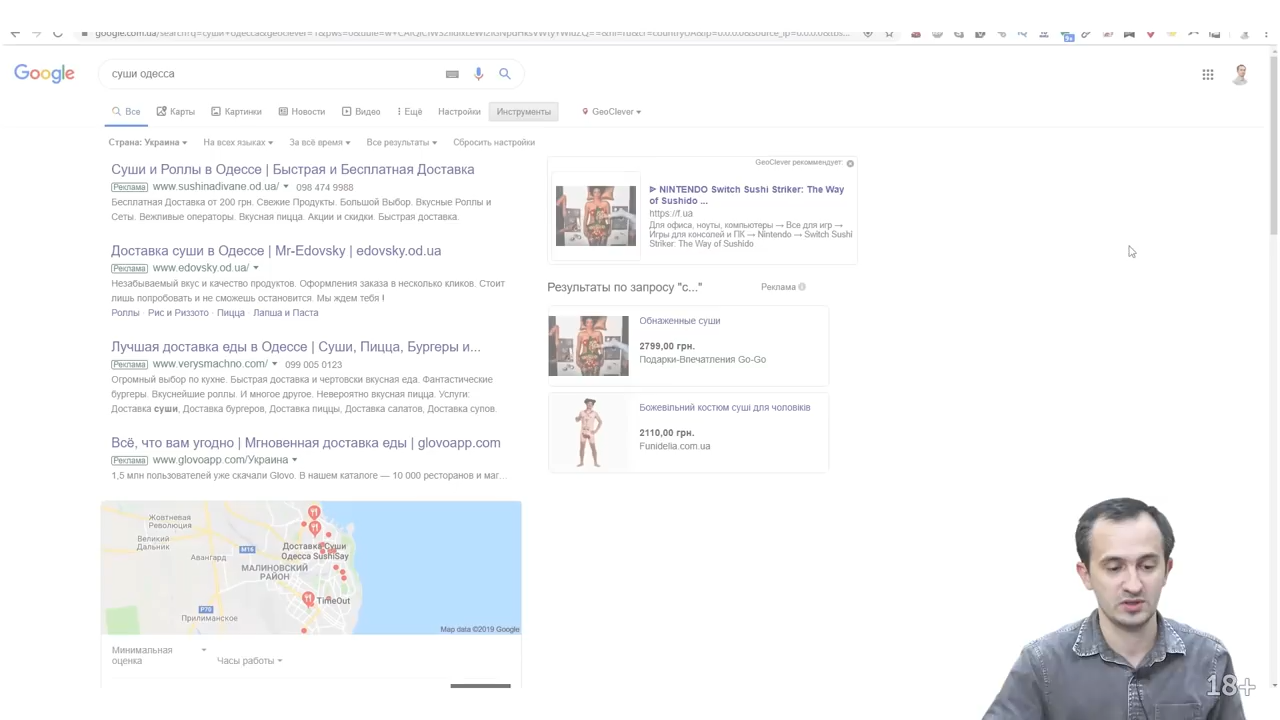 Google
суши одесса
Все
Карты
Картинки
Новости
Видео
Ещё
Настройки
Инструменты
GeoClever
Страна: Украина
На всех языках
За всё время
Все результаты
Сбросить настройки
Суши и Роллы в Одессе | Быстрая и Бесплатная Доставка
Реклама www.sushinadivane.od.ua/ 098 474 9988
Бесплатная Доставка от 200 грн. Свежие Продукты. Большой Выбор. Вкусные Роллы и
Сеты. Вежливые операторы. Вкусная пицца. Акции и скидки. Быстрая доставка.
Доставка суши в Одессе | Mr-Edovsky | edovsky.od.ua
Реклама www.edovsky.od.ua/
Незабываемый вкус и качество продуктов. Оформления заказа в несколько кликов. Стоит
лишь попробовать и не сможешь остановится. Мы ждем тебя !
Роллы · Рис и Риззото · Пицца · Лапша и Паста
Лучшая доставка еды в Одессе | Суши, Пицца, Бургеры и...
Реклама www.verysmachno.com/ 099 005 0123
Огромный выбор по кухне. Быстрая доставка и чертовски вкусная еда. Фантастические
бургеры. Вкуснейшие роллы. И многое другое. Невероятно вкусная пицца. Услуги:
Доставка суши, Доставка бургеров, Доставка пиццы, Доставка салатов, Доставка супов.
Всё, что вам угодно | Мгновенная доставка еды | glovoapp.com
Реклама www.glovoapp.com/Украина
1,5 млн пользователей уже скачали Glovo. В нашем каталоге — 10 000 ресторанов и маг...
Жовтневая
Революция
Великий
Дальник
Авангард
М16
МАЛИНОВСКИЙ
РАЙОН
Доставка Суши
Одесса SushiSay
TimeOut
Р70
Прилиманское
Map data ©2019 Google
Минимальная
оценка
Часы работы
GeoClever рекомендует:
ᐈ NINTENDO Switch Sushi Striker: The Way
of Sushido ...
https://f.ua
Для офиса, ноуты, компьютеры → Все для игр →
Игры для консолей и ПК → Nintendo → Switch Sushi
Striker: The Way of Sushido
Результаты по запросу "с..."
Реклама
Обнаженные суши
2799,00 грн.
Подарки-Впечатления Go-Go
Божевільний костюм суші для чоловіків
2110,00 грн.
Funidelia.com.ua
18+